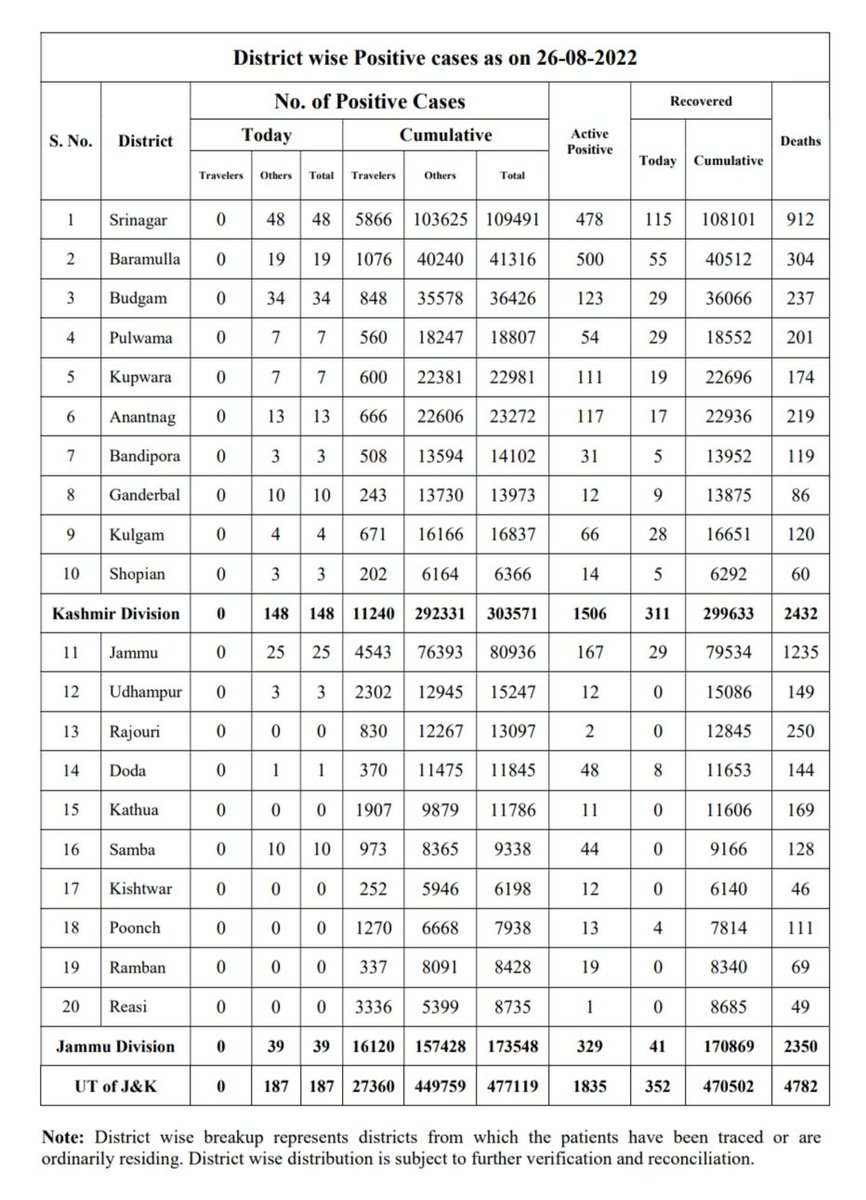 District wise Positive cases as on 26-08-2022
S. No. District No. of Positive Cases Active Positive Recovered Deaths
Today Cumulative Today Cumulative
Travelers Others Total Travelers Others Total
1 Srinagar 0 48 48 5866 103625 109491 478 115 108101 912
2 Baramulla 0 19 19 1076 40240 41316 500 55 40512 304
3 Budgam 0 34 34 848 35578 36426 123 29 36066 237
4 Pulwama 0 7 7 560 18247 18807 54 29 18552 201
5 Kupwara 0 7 7 600 22381 22981 111 19 22696 174
6 Anantnag 0 13 13 666 22606 23272 117 17 22936 219
7 Bandipora 0 3 3 508 13594 14102 31 5 13952 119
8 Ganderbal 0 10 10 243 13730 13973 12 9 13875 86
9 Kulgam 0 4 4 671 16166 16837 66 28 16651 120
10 Shopian 0 3 3 202 6164 6366 14 5 6292 60
Kashmir Division 0 148 148 11240 292331 303571 1506 311 299633 2432
11 Jammu 0 25 25 4543 76393 80936 167 29 79534 1235
12 Udhampur 0 3 3 2302 12945 15247 12 0 15086 149
13 Rajouri 0 0 0 830 12267 13097 2 0 12845 250
14 Doda 0 1 1 370 11475 11845 48 8 11653 144
15 Kathua 0 0 0 1907 9879 11786 11 0 11606 169
16 Samba 0 10 10 973 8365 9338 44 0 9166 128
17 Kishtwar 0 0 0 252 5946 6198 12 0 6140 46
18 Poonch 0 0 0 1270 6668 7938 13 4 7814 111
19 Ramban 0 0 0 337 8091 8428 19 0 8340 69
20 Reasi 0 0 0 3336 5399 8735 1 0 8685 49
Jammu Division 0 39 39 16120 157428 173548 329 41 170869 2350
UT of J&K 0 187 187 27360 449759 477119 1835 352 470502 4782
Note: District wise breakup represents districts from which the patients have been traced or are
ordinarily residing. District wise distribution is subject to further verification and reconciliation.